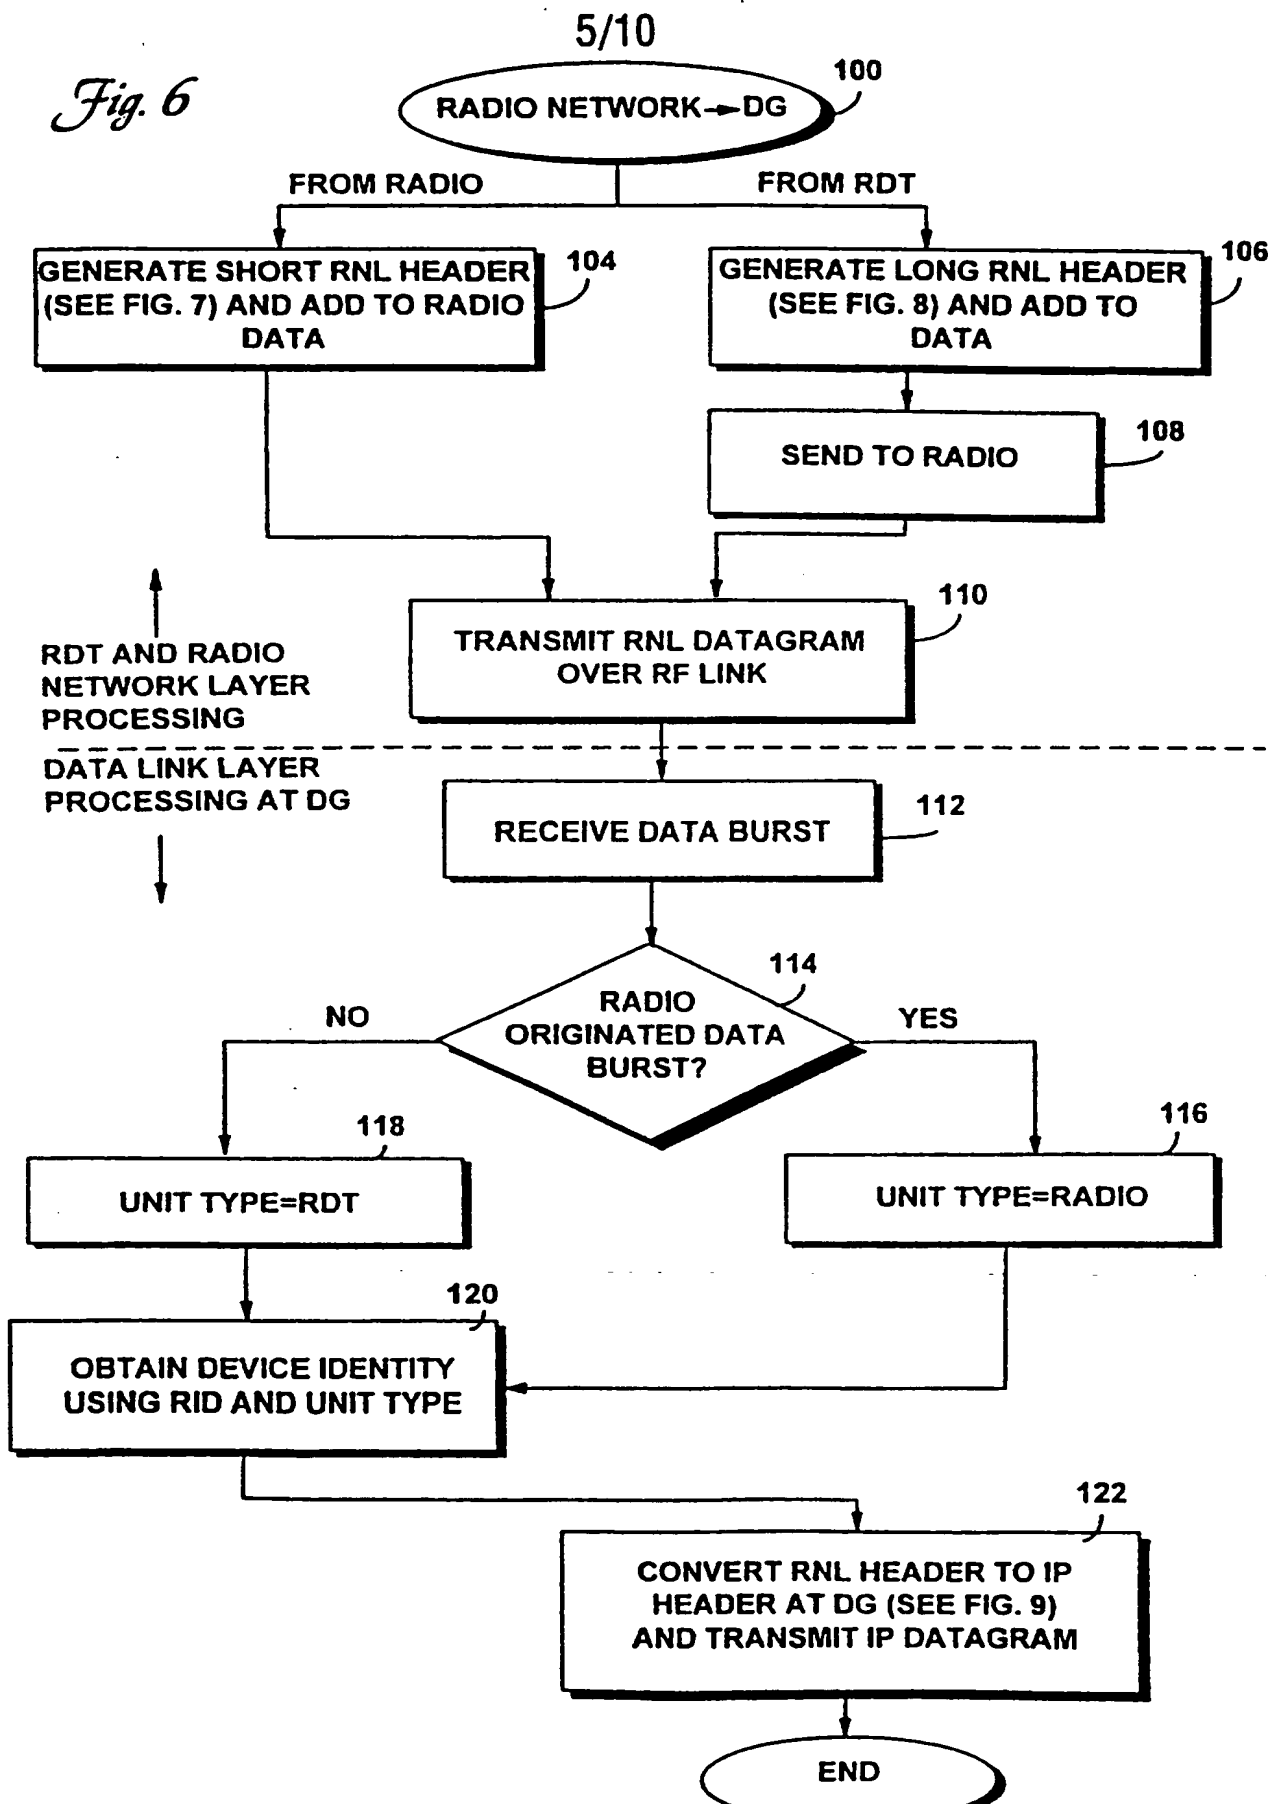 5/10
Fig. 6
100
RADIO NETWORK→DG
FROM RADIO
FROM RDT
104
GENERATE SHORT RNL HEADER
(SEE FIG. 7) AND ADD TO RADIO
DATA
106
GENERATE LONG RNL HEADER
(SEE FIG. 8) AND ADD TO
DATA
108
SEND TO RADIO
110
TRANSMIT RNL DATAGRAM
OVER RF LINK
RDT AND RADIO
NETWORK LAYER
PROCESSING
DATA LINK LAYER
PROCESSING AT DG
112
RECEIVE DATA BURST
114
RADIO
ORIGINATED DATA
BURST?
NO
YES
118
UNIT TYPE=RDT
116
UNIT TYPE=RADIO
120
OBTAIN DEVICE IDENTITY
USING RID AND UNIT TYPE
122
CONVERT RNL HEADER TO IP
HEADER AT DG (SEE FIG. 9)
AND TRANSMIT IP DATAGRAM
END